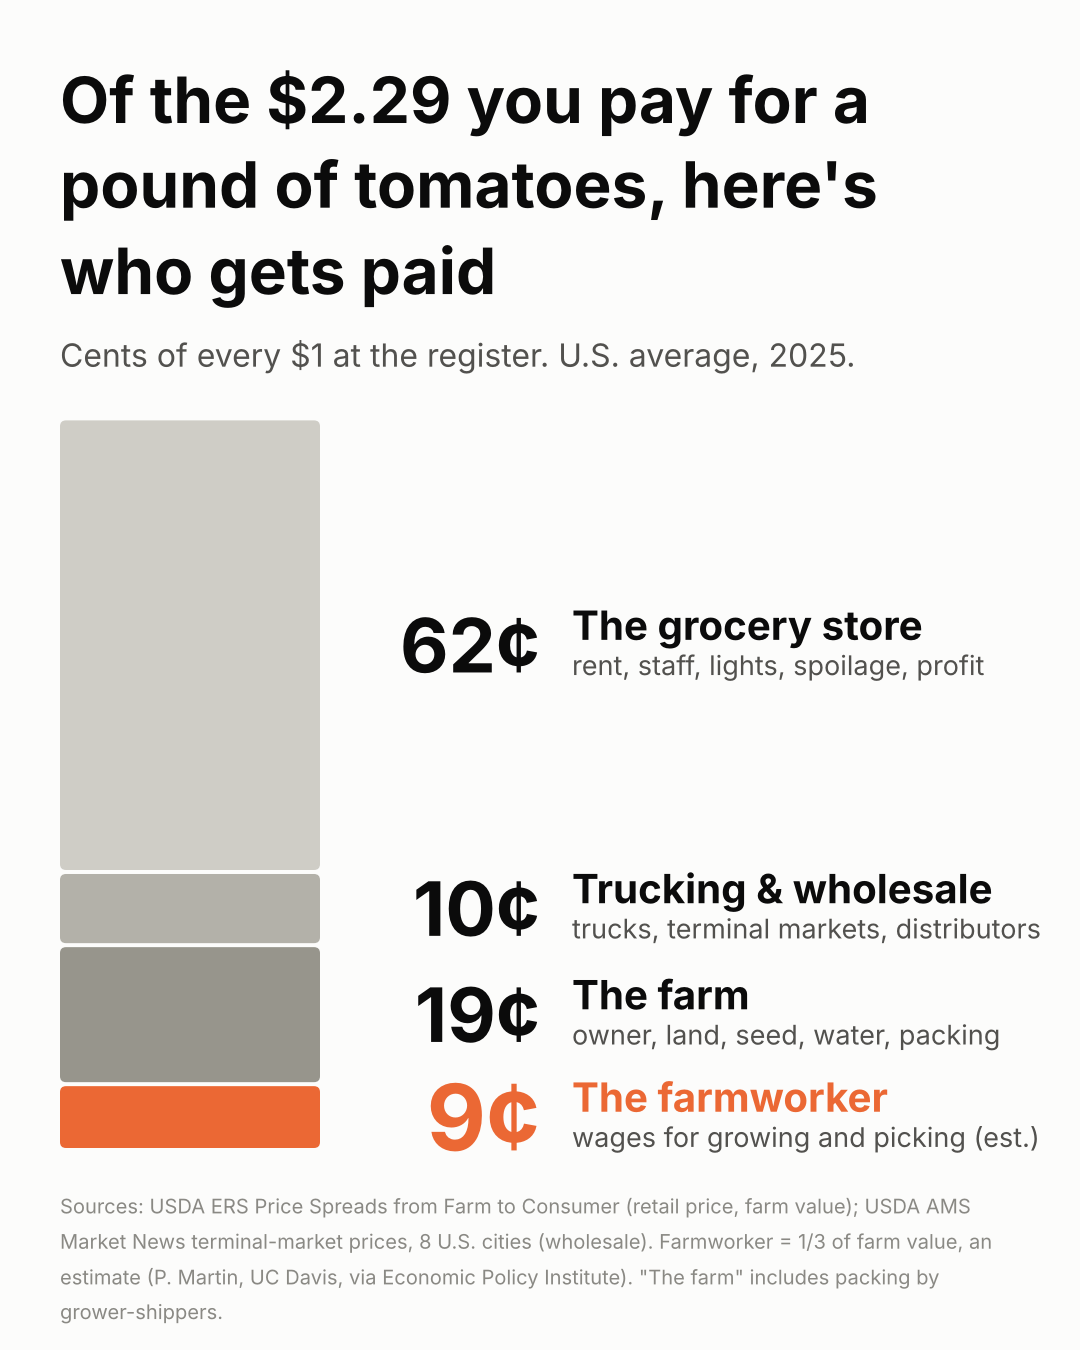 Of the $2.29 you pay for a
pound of tomatoes, here's
who gets paid
Cents of every $1 at the register. U.S. average, 2025.
62¢
The grocery store
rent, staff, lights, spoilage, profit
10¢
Trucking & wholesale
trucks, terminal markets, distributors
19¢
The farm
owner, land, seed, water, packing
9¢
The farmworker
wages for growing and picking (est.)
Sources: USDA ERS Price Spreads from Farm to Consumer (retail price, farm value); USDA AMS
Market News terminal-market prices, 8 U.S. cities (wholesale). Farmworker = 1/3 of farm value, an
estimate (P. Martin, UC Davis, via Economic Policy Institute). "The farm" includes packing by
grower-shippers.